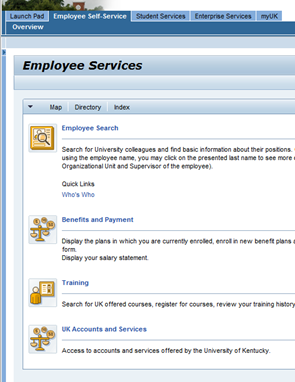 Launch Pad Employee Self-Service Student Services Enterprise Services myUK
Overview
Employee Services
Map Directory Index
Employee Search
Search for University colleagues and find basic information about their positions.
using the employee name, you may click on the presented last name to see more
Organizational Unit and Supervisor of the employee).
Quick Links
Who's Who
Benefits and Payment
Display the plans in which you are currently enrolled, enroll in new benefit plans
form.
Display your salary statement.
Training
Search for UK offered courses, register for courses, review your training history
UK Accounts and Services
Access to accounts and services offered by the University of Kentucky.